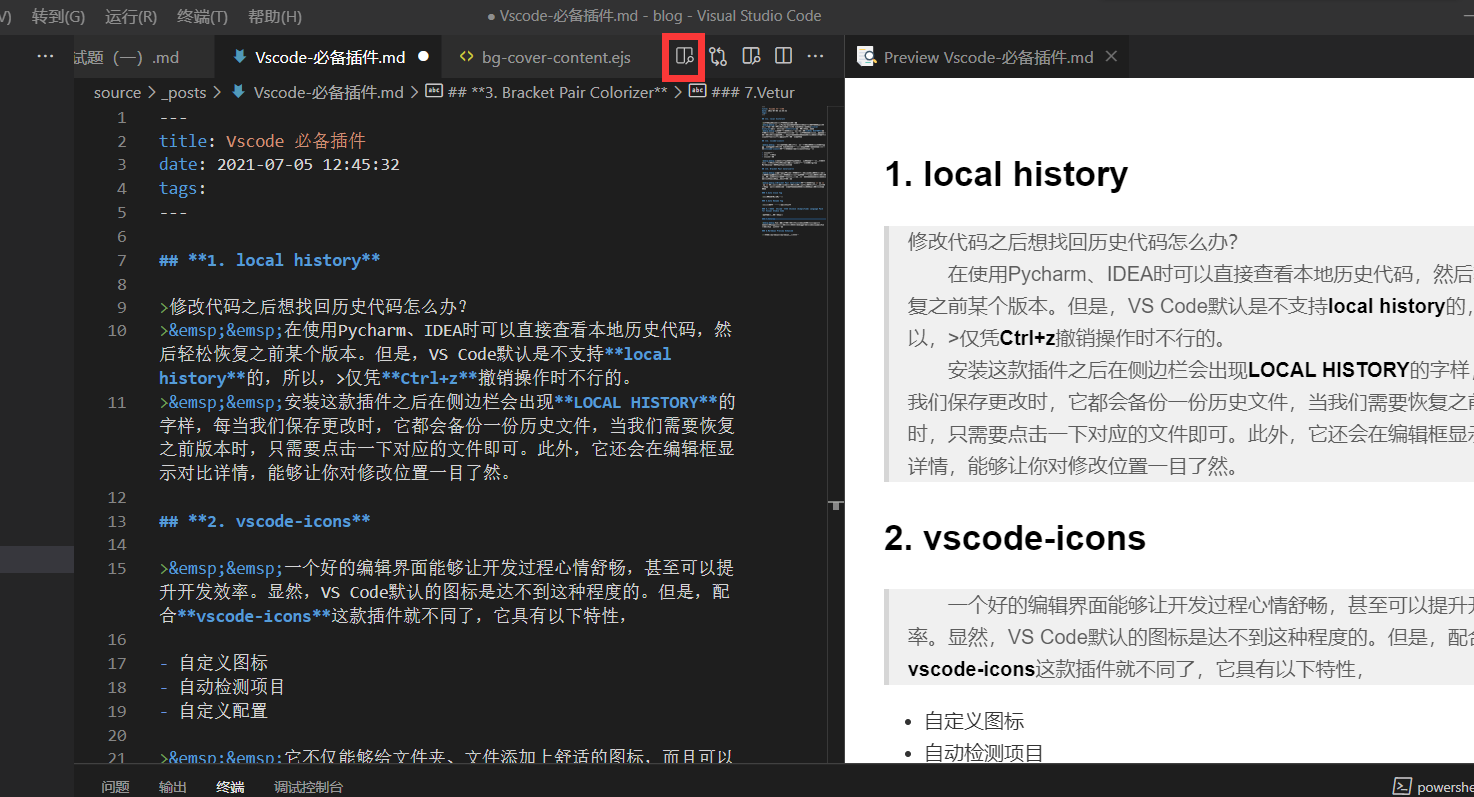 V) 转到(G) 运行(R) 终端(T) 帮助(H) ● Vscode-必备插件.md - blog - Visual Studio Code
··· 试题（一）.md Vscode-必备插件.md ● <> bg-cover-content.ejs ··· Preview Vscode-必备插件.md ×
source > _posts > Vscode-必备插件.md > abc ## **3. Bracket Pair Colorizer** > abc ### 7.Vetur
1 ---
2 title: Vscode 必备插件
3 date: 2021-07-05 12:45:32
4 tags:
5 ---
6
7 ## **1. local history**
8
9 >修改代码之后想找回历史代码怎么办？
10 >&emsp;&emsp;在使用Pycharm、IDEA时可以直接查看本地历史代码，然
后轻松恢复之前某个版本。但是，VS Code默认是不支持**local
history**的，所以，>仅凭**Ctrl+z**撤销操作时不行的。
11 >&emsp;&emsp;安装这款插件之后在侧边栏会出现**LOCAL HISTORY**的
字样，每当我们保存更改时，它都会备份一份历史文件，当我们需要恢复
之前版本时，只需要点击一下对应的文件即可。此外，它还会在编辑框显
示对比详情，能够让你对修改位置一目了然。
12
13 ## **2. vscode-icons**
14
15 >&emsp;&emsp;一个好的编辑界面能够让开发过程心情舒畅，甚至可以提
升开发效率。显然，VS Code默认的图标是达不到这种程度的。但是，配
合**vscode-icons**这款插件就不同了，它具有以下特性，
16
17 - 自定义图标
18 - 自动检测项目
19 - 自定义配置
20
21 >&emsp;&emsp;它不仅能够给文件夹、文件添加上舒适的图标，而且可以
1. local history
修改代码之后想找回历史代码怎么办？
在使用Pycharm、IDEA时可以直接查看本地历史代码，然后
复之前某个版本。但是，VS Code默认是不支持local history的，
以，>仅凭Ctrl+z撤销操作时不行的。
安装这款插件之后在侧边栏会出现LOCAL HISTORY的字样，
我们保存更改时，它都会备份一份历史文件，当我们需要恢复之前
时，只需要点击一下对应的文件即可。此外，它还会在编辑框显示
详情，能够让你对修改位置一目了然。
2. vscode-icons
一个好的编辑界面能够让开发过程心情舒畅，甚至可以提升开
率。显然，VS Code默认的图标是达不到这种程度的。但是，配合
vscode-icons这款插件就不同了，它具有以下特性，
• 自定义图标
• 自动检测项目
问题 输出 终端 调试控制台 powershe